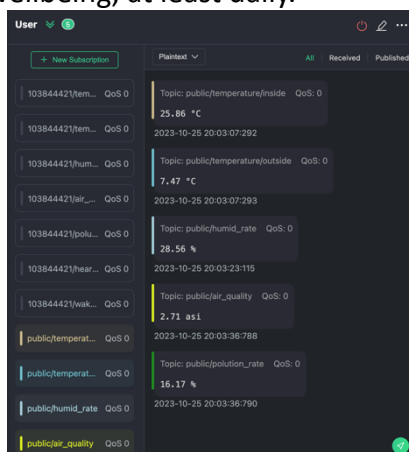 wellbeing, at least daily.
User 5
+ New Subscription
Plaintext
All Received Published
103844421/tem... QoS 0
103844421/tem... QoS 0
103844421/hum... QoS 0
103844421/air_... QoS 0
103844421/polu... QoS 0
103844421/hear... QoS 0
103844421/wak... QoS 0
public/temperat... QoS 0
public/temperat... QoS 0
public/humid_rate QoS 0
public/air_quality QoS 0
Topic: public/temperature/inside QoS: 0
25.86 °C
2023-10-25 20:03:07:292
Topic: public/temperature/outside QoS: 0
7.47 °C
2023-10-25 20:03:07:293
Topic: public/humid_rate QoS: 0
28.56 %
2023-10-25 20:03:23:115
Topic: public/air_quality QoS: 0
2.71 asi
2023-10-25 20:03:36:788
Topic: public/polution_rate QoS: 0
16.17 %
2023-10-25 20:03:36:790